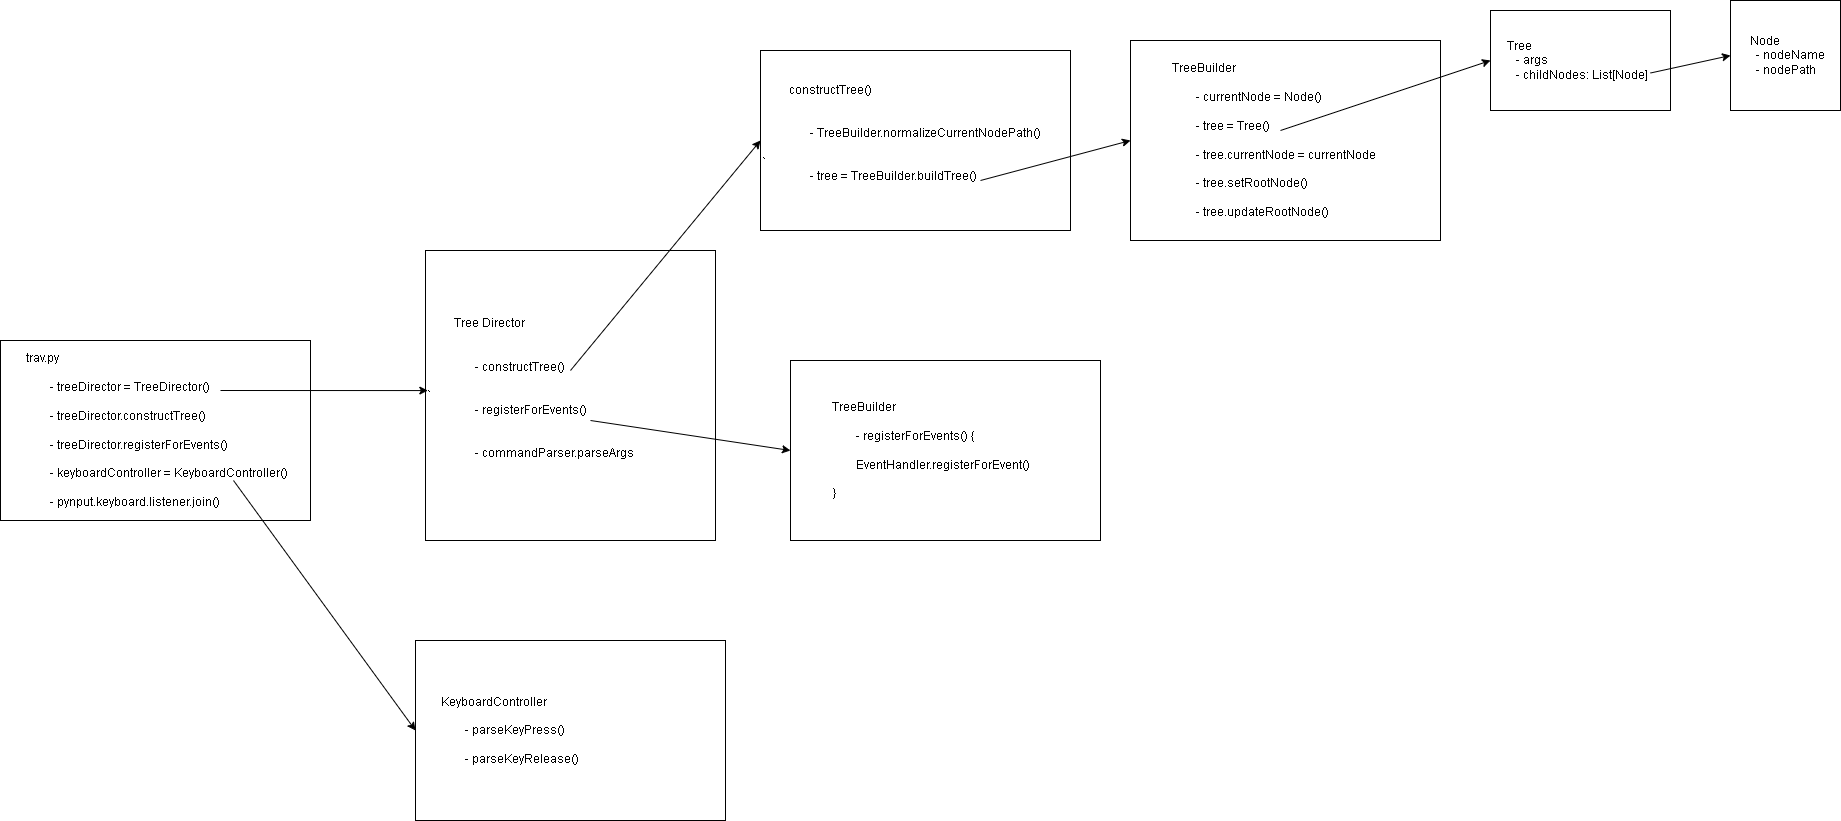 trav.py
- treeDirector = TreeDirector()
- treeDirector.constructTree()
- treeDirector.registerForEvents()
- keyboardController = KeyboardController()
- pynput.keyboard.listener.join()
Tree Director
- constructTree()
- registerForEvents()
- commandParser.parseArgs
constructTree()
- TreeBuilder.normalizeCurrentNodePath()
- tree = TreeBuilder.buildTree()
TreeBuilder
- currentNode = Node()
- tree = Tree()
- tree.currentNode = currentNode
- tree.setRootNode()
- tree.updateRootNode()
Tree
- args
- childNodes: List[Node]
Node
- nodeName
- nodePath
TreeBuilder
- registerForEvents() {
EventHandler.registerForEvent()
}
KeyboardController
- parseKeyPress()
- parseKeyRelease()